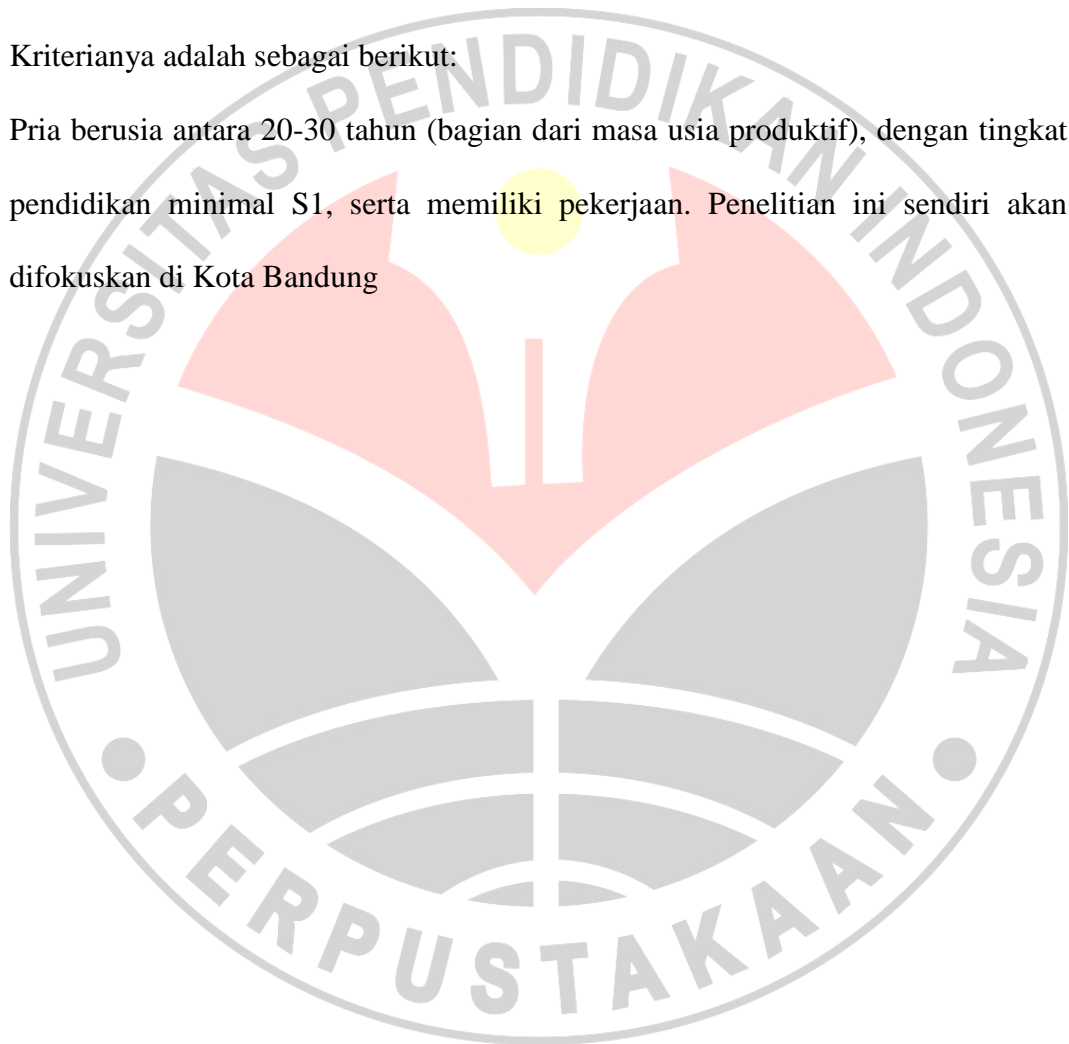 Kriterianya adalah sebagai berikut:
Pria berusia antara 20-30 tahun (bagian dari masa usia produktif), dengan tingkat
pendidikan minimal S1, serta memiliki pekerjaan. Penelitian ini sendiri akan
difokuskan di Kota Bandung
UNIVERSITAS PENDIDIKAN INDONESIA
PERPUSTAKAAN